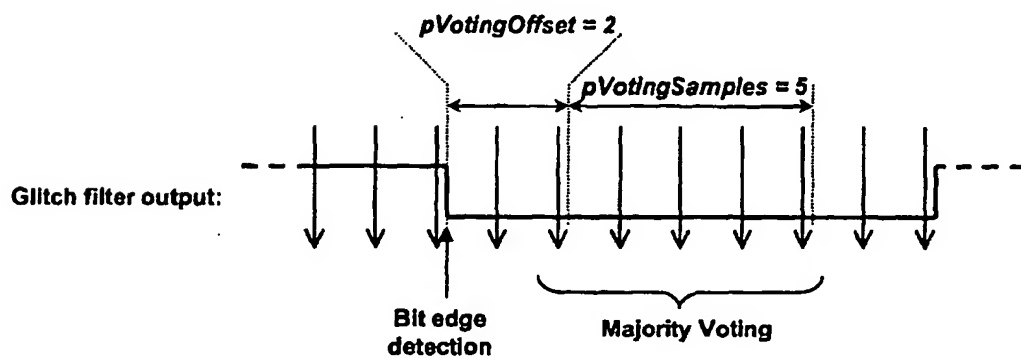 pVotingOffset = 2
pVotingSamples = 5
Glitch filter output:
Bit edge
detection
Majority Voting